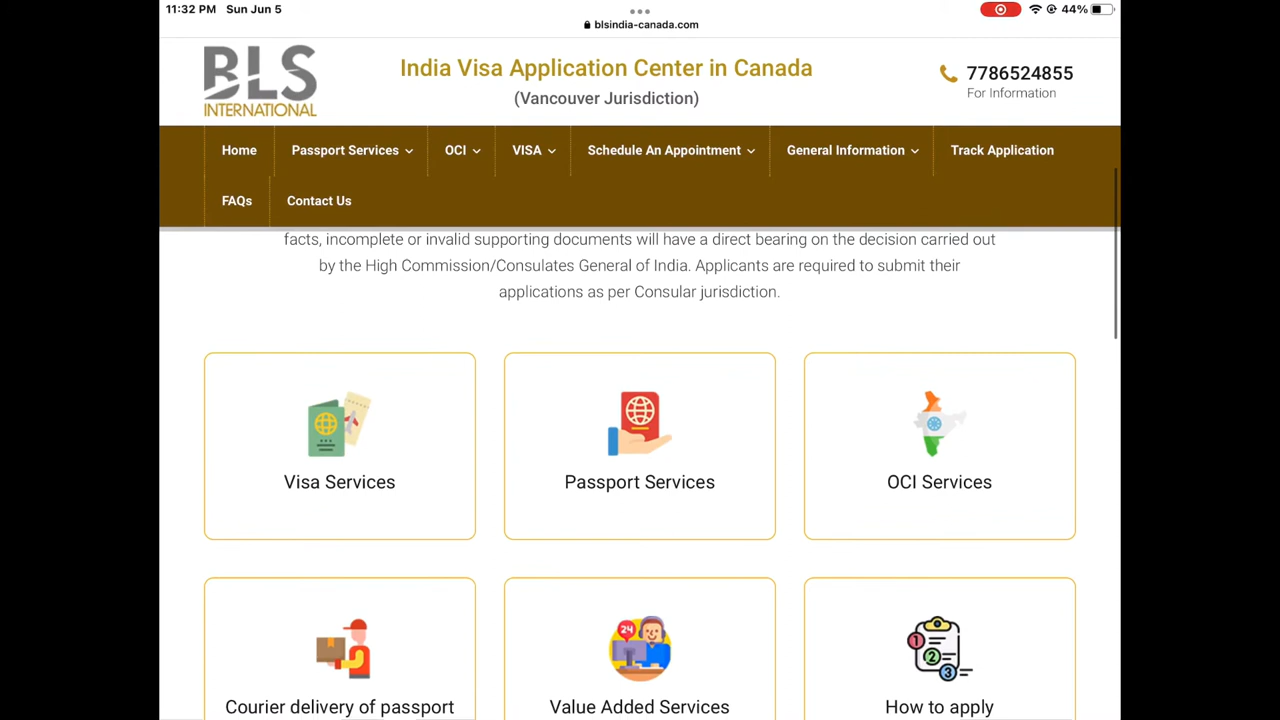 11:32 PM Sun Jun 5
44%
blsindia-canada.com
BLS
INTERNATIONAL
India Visa Application Center in Canada
(Vancouver Jurisdiction)
7786524855
For Information
Home Passport Services OCI VISA Schedule An Appointment General Information Track Application
FAQs Contact Us
facts, incomplete or invalid supporting documents will have a direct bearing on the decision carried out
by the High Commission/Consulates General of India. Applicants are required to submit their
applications as per Consular jurisdiction.
Visa Services
Passport Services
OCI Services
24
1
2
3
Courier delivery of passport
Value Added Services
How to apply